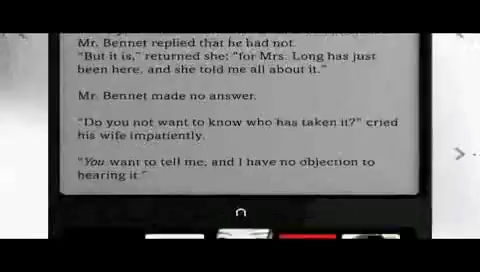 Mr. Bennet replied that he had not.
"But it is," returned she; "for Mrs. Long has just
been here, and she told me all about it."
Mr. Bennet made no answer.
"Do you not want to know who has taken it?" cried
his wife impatiently.
"You want to tell me, and I have no objection to
hearing it."